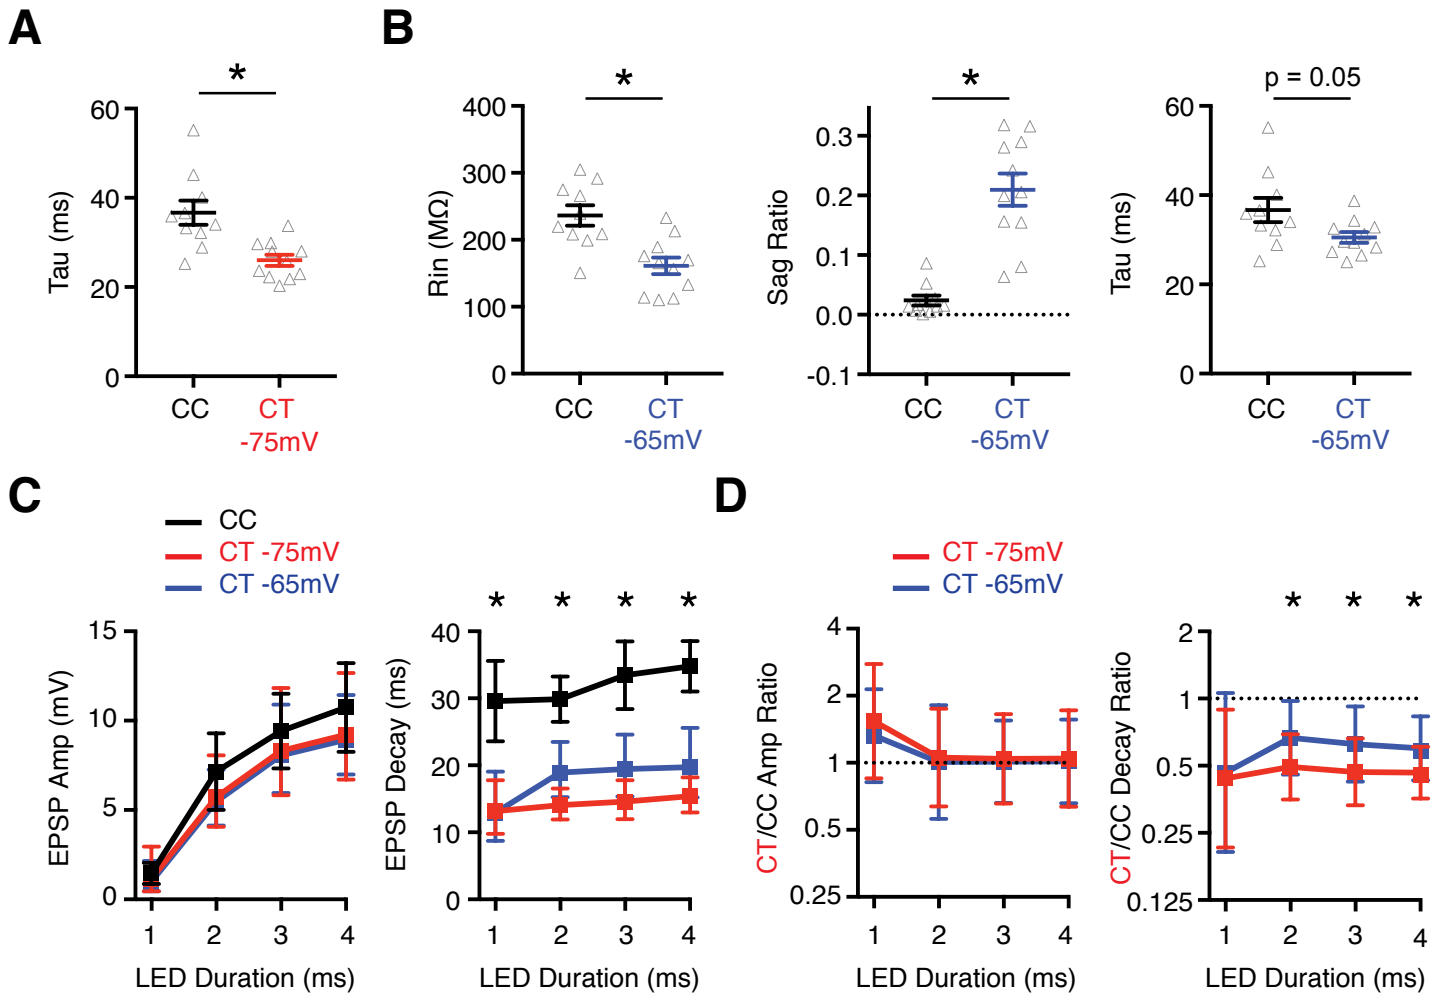 A
B
*
Tau (ms)
60
40
20
0
CC
CT
-75mV
*
Rin (MΩ)
400
300
200
100
0
CC
CT
-65mV
*
Sag Ratio
0.3
0.2
0.1
0.0
-0.1
CC
CT
-65mV
p = 0.05
Tau (ms)
60
40
20
0
CC
CT
-65mV
C
CC
CT -75mV
CT -65mV
EPSP Amp (mV)
15
10
5
0
1 2 3 4
LED Duration (ms)
* * * *
EPSP Decay (ms)
40
30
20
10
0
1 2 3 4
LED Duration (ms)
D
CT -75mV
CT -65mV
CT/CC Amp Ratio
4
2
1
0.5
0.25
1 2 3 4
LED Duration (ms)
* * *
CT/CC Decay Ratio
2
1
0.5
0.25
0.125
1 2 3 4
LED Duration (ms)